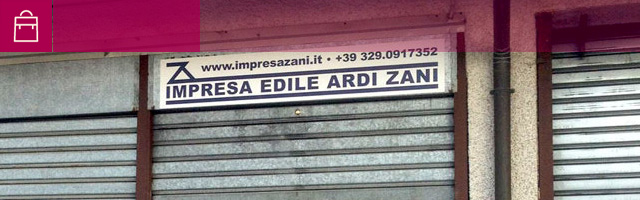 www.impresazani.it • +39 329.0917352
IMPRESA EDILE ARDI ZANI